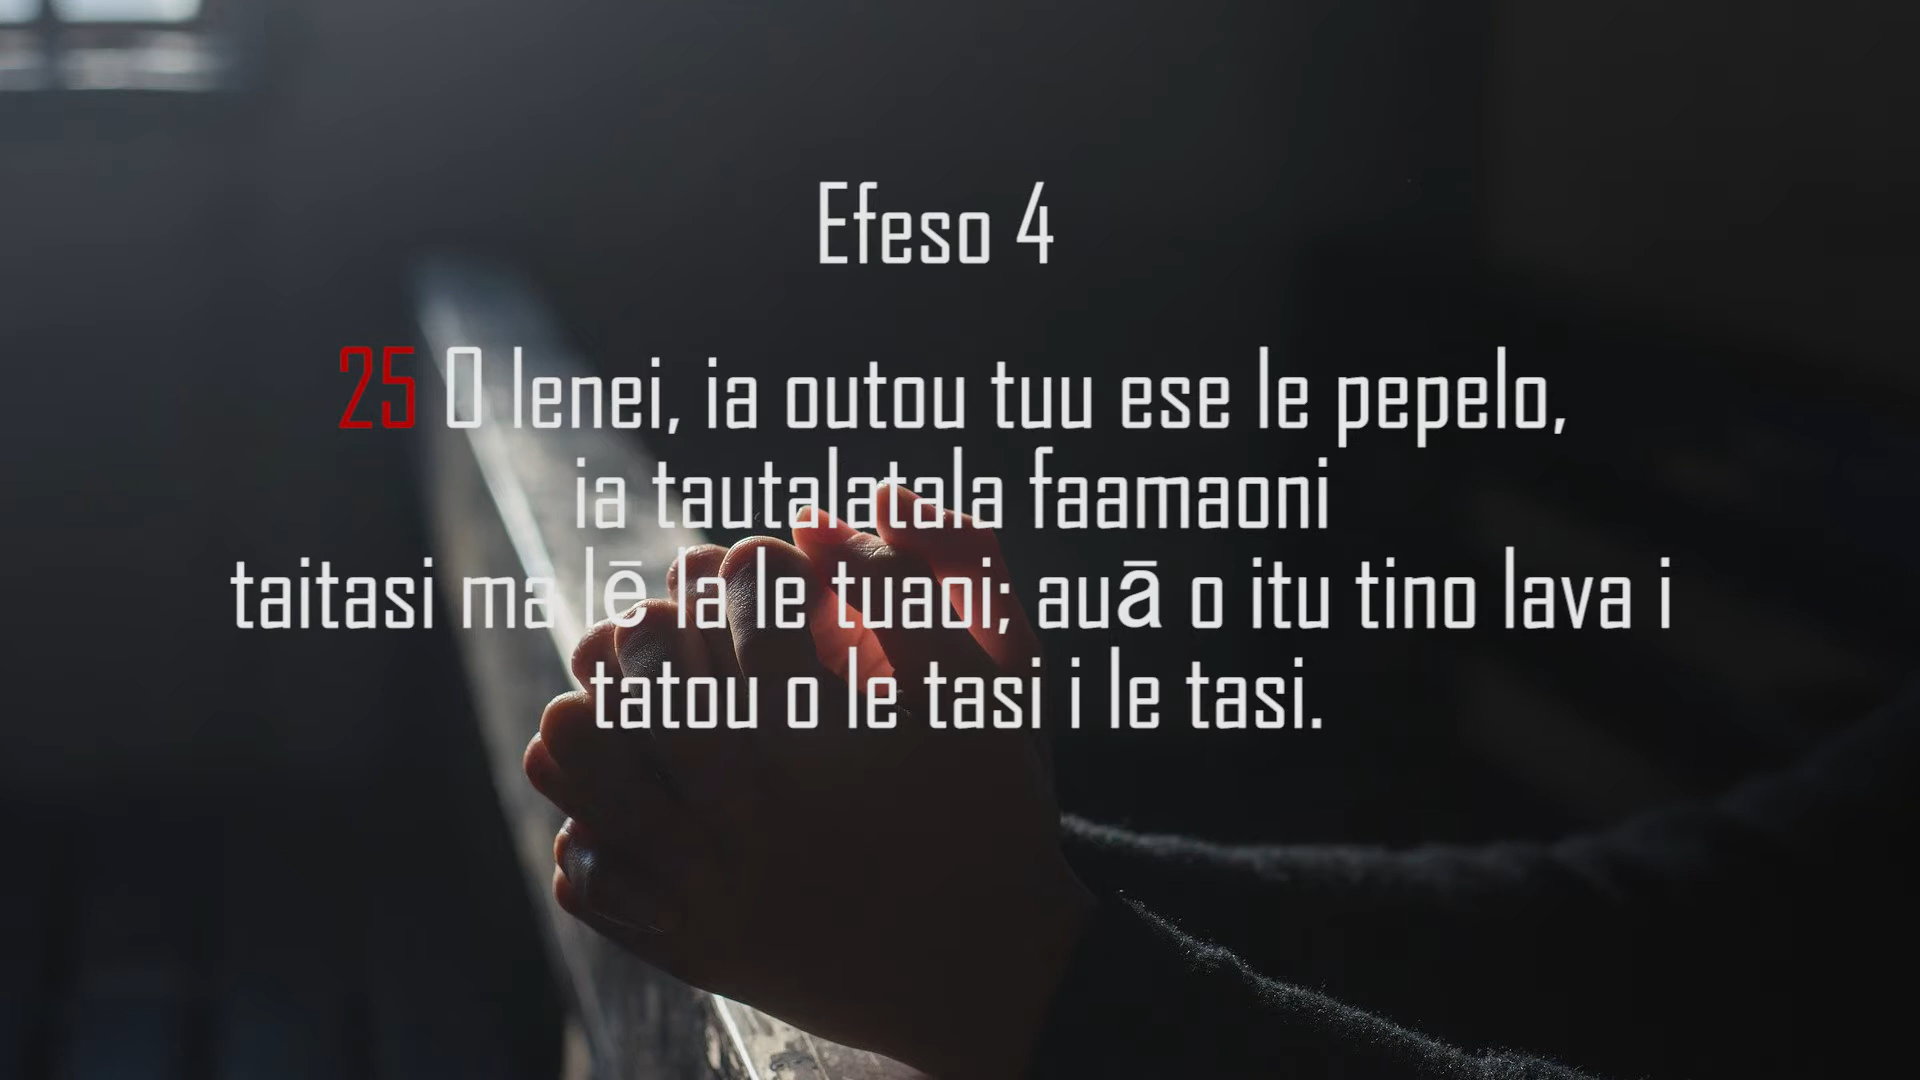 Efeso 4
25 O lenei, ia outou tuu ese le pepelo,
ia tautalatala faamaoni
taitasi ma lē la le tuaoi; auā o itu tino lava i
tatou o le tasi i le tasi.